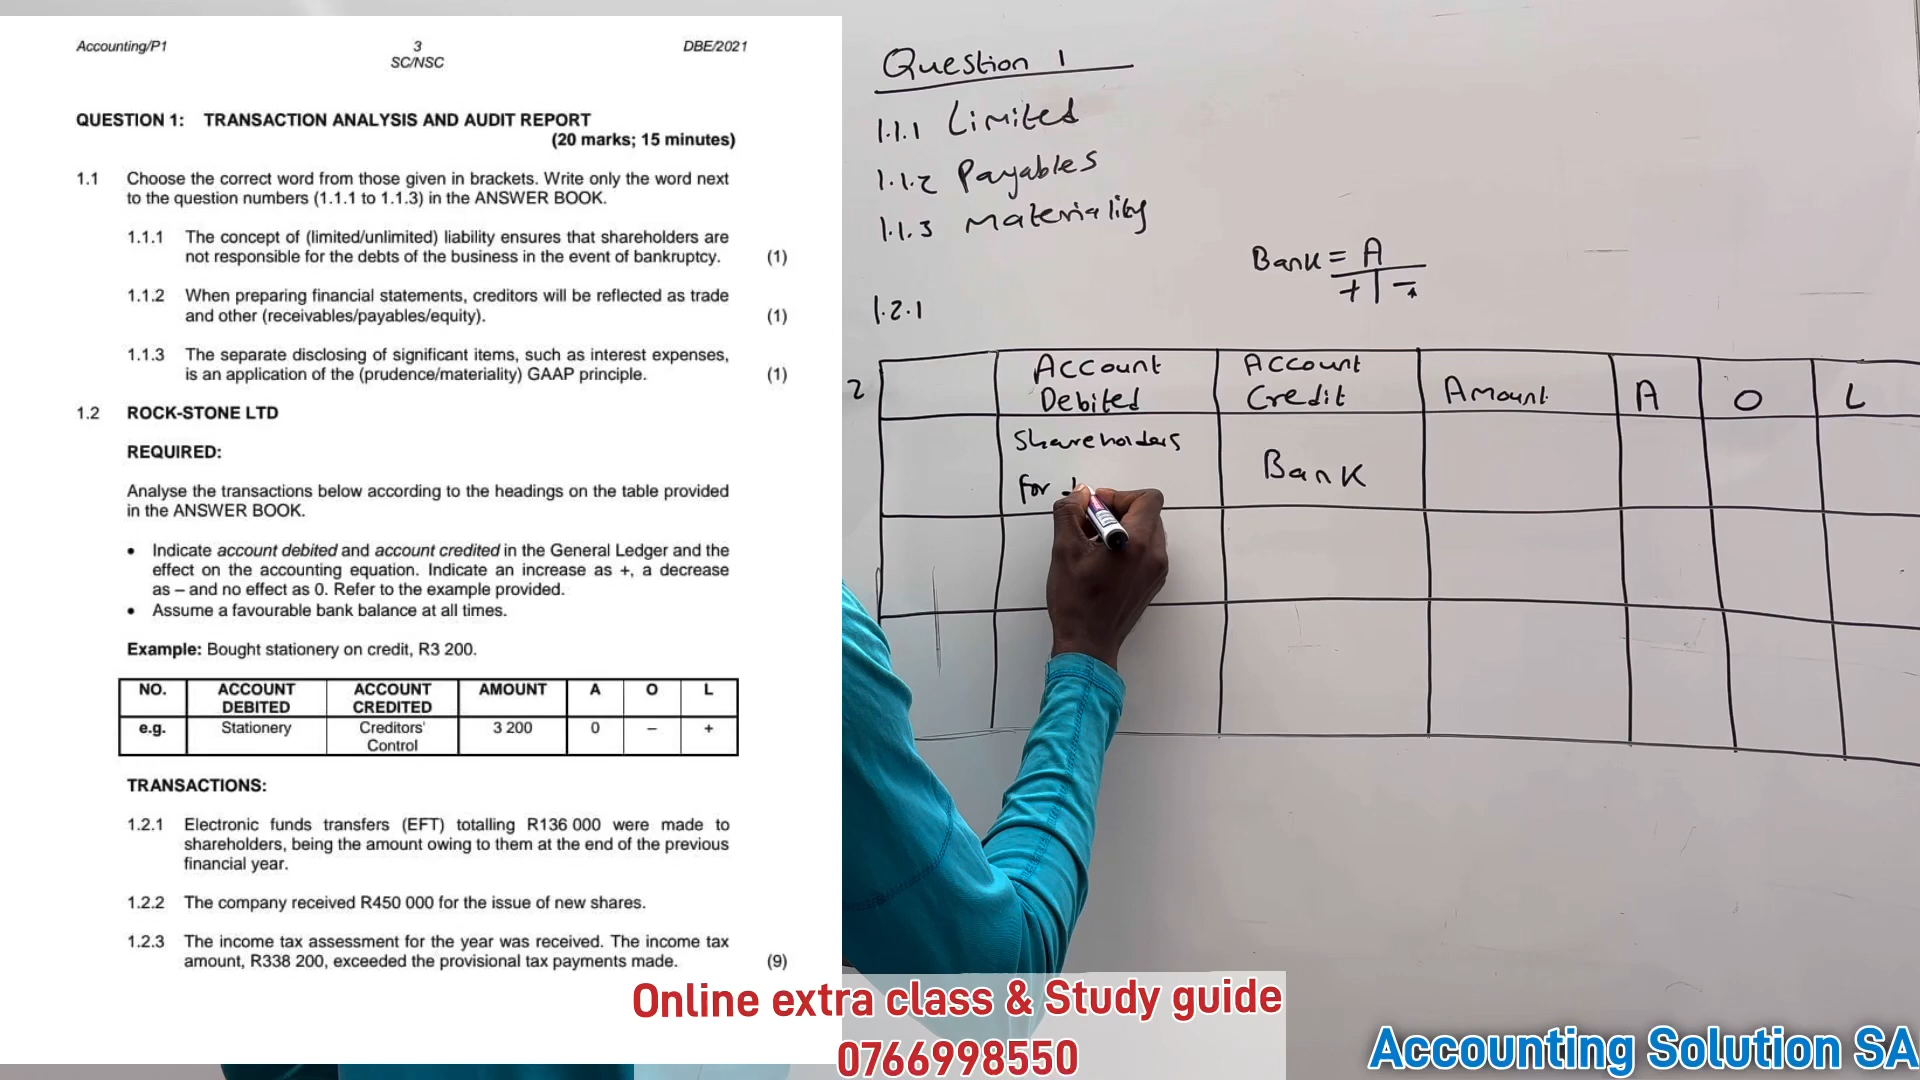 Accounting/P1
3
SC/NSC
DBE/2021
QUESTION 1: TRANSACTION ANALYSIS AND AUDIT REPORT
(20 marks; 15 minutes)
1.1 Choose the correct word from those given in brackets. Write only the word next
to the question numbers (1.1.1 to 1.1.3) in the ANSWER BOOK.
1.1.1 The concept of (limited/unlimited) liability ensures that shareholders are
not responsible for the debts of the business in the event of bankruptcy. (1)
1.1.2 When preparing financial statements, creditors will be reflected as trade
and other (receivables/payables/equity). (1)
1.1.3 The separate disclosing of significant items, such as interest expenses,
is an application of the (prudence/materiality) GAAP principle. (1)
1.2 ROCK-STONE LTD
REQUIRED:
Analyse the transactions below according to the headings on the table provided
in the ANSWER BOOK.
• Indicate account debited and account credited in the General Ledger and the
effect on the accounting equation. Indicate an increase as +, a decrease
as – and no effect as 0. Refer to the example provided.
• Assume a favourable bank balance at all times.
Example: Bought stationery on credit, R3 200.
NO. ACCOUNT DEBITED ACCOUNT CREDITED AMOUNT A O L
e.g. Stationery Creditors' Control 3 200 0 – +
TRANSACTIONS:
1.2.1 Electronic funds transfers (EFT) totalling R136 000 were made to
shareholders, being the amount owing to them at the end of the previous
financial year.
1.2.2 The company received R450 000 for the issue of new shares.
1.2.3 The income tax assessment for the year was received. The income tax
amount, R338 200, exceeded the provisional tax payments made. (9)
Question 1
1.1.1 Limited
1.1.2 Payables
1.1.3 Materiality
Bank = A
+ | -
1.2.1
2
Account Debited
Account Credit
Amount
A
O
L
Shareholders
for
Bank
Online extra class & Study guide
0766998550
Accounting Solution SA